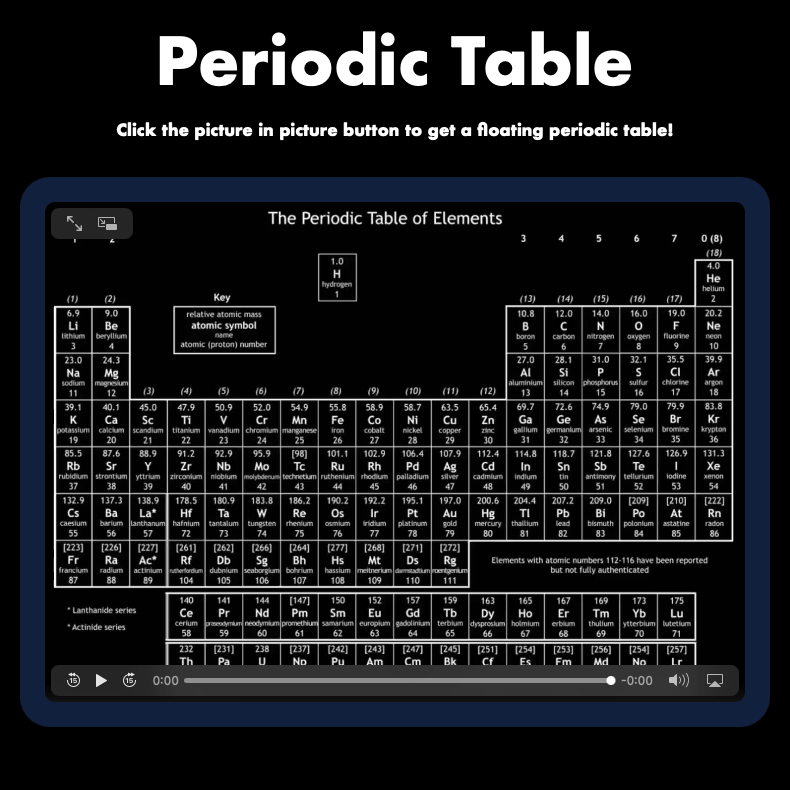 Periodic Table
Click the picture in picture button to get a floating periodic table!
The Periodic Table of Elements
3 4 5 6 7 0 (8)
(18)
1.0 4.0
H He
hydrogen helium
1 2
(1) (2) Key (13) (14) (15) (16) (17)
relative atomic mass
atomic symbol
name
atomic (proton) number
6.9 9.0 10.8 12.0 14.0 16.0 19.0 20.2
Li Be B C N O F Ne
lithium beryllium boron carbon nitrogen oxygen fluorine neon
3 4 5 6 7 8 9 10
23.0 24.3 27.0 28.1 31.0 32.1 35.5 39.9
Na Mg Al Si P S Cl Ar
sodium magnesium aluminium silicon phosphorus sulfur chlorine argon
11 12 13 14 15 16 17 18
(3) (4) (5) (6) (7) (8) (9) (10) (11) (12)
39.1 40.1 45.0 47.9 50.9 52.0 54.9 55.8 58.9 58.7 63.5 65.4 69.7 72.6 74.9 79.0 79.9 83.8
K Ca Sc Ti V Cr Mn Fe Co Ni Cu Zn Ga Ge As Se Br Kr
potassium calcium scandium titanium vanadium chromium manganese iron cobalt nickel copper zinc gallium germanium arsenic selenium bromine krypton
19 20 21 22 23 24 25 26 27 28 29 30 31 32 33 34 35 36
85.5 87.6 88.9 91.2 92.9 95.9 [98] 101.1 102.9 106.4 107.9 112.4 114.8 118.7 121.8 127.6 126.9 131.3
Rb Sr Y Zr Nb Mo Tc Ru Rh Pd Ag Cd In Sn Sb Te I Xe
rubidium strontium yttrium zirconium niobium molybdenum technetium ruthenium rhodium palladium silver cadmium indium tin antimony tellurium iodine xenon
37 38 39 40 41 42 43 44 45 46 47 48 49 50 51 52 53 54
132.9 137.3 138.9 178.5 180.9 183.8 186.2 190.2 192.2 195.1 197.0 200.6 204.4 207.2 209.0 [209] [210] [222]
Cs Ba La* Hf Ta W Re Os Ir Pt Au Hg Tl Pb Bi Po At Rn
caesium barium lanthanum hafnium tantalum tungsten rhenium osmium iridium platinum gold mercury thallium lead bismuth polonium astatine radon
55 56 57 72 73 74 75 76 77 78 79 80 81 82 83 84 85 86
[223] [226] [227] [261] [262] [266] [264] [277] [268] [271] [272]
Fr Ra Ac* Rf Db Sg Bh Hs Mt Ds Rg
francium radium actinium rutherfordium dubnium seaborgium bohrium hassium meitnerium darmstadtium roentgenium
87 88 89 104 105 106 107 108 109 110 111
Elements with atomic numbers 112-116 have been reported
but not fully authenticated
* Lanthanide series
* Actinide series
140 141 144 [147] 150 152 157 159 163 165 167 169 173 175
Ce Pr Nd Pm Sm Eu Gd Tb Dy Ho Er Tm Yb Lu
cerium praseodymium neodymium promethium samarium europium gadolinium terbium dysprosium holmium erbium thulium ytterbium lutetium
58 59 60 61 62 63 64 65 66 67 68 69 70 71
232 [231] 238 [237] [242] [243] [247] [245] [251] [254] [253] [256] [254] [257]
Th Pa U Np Pu Am Cm Bk Cf Es Fm Md No Lr
15 15 0:00 -0:00